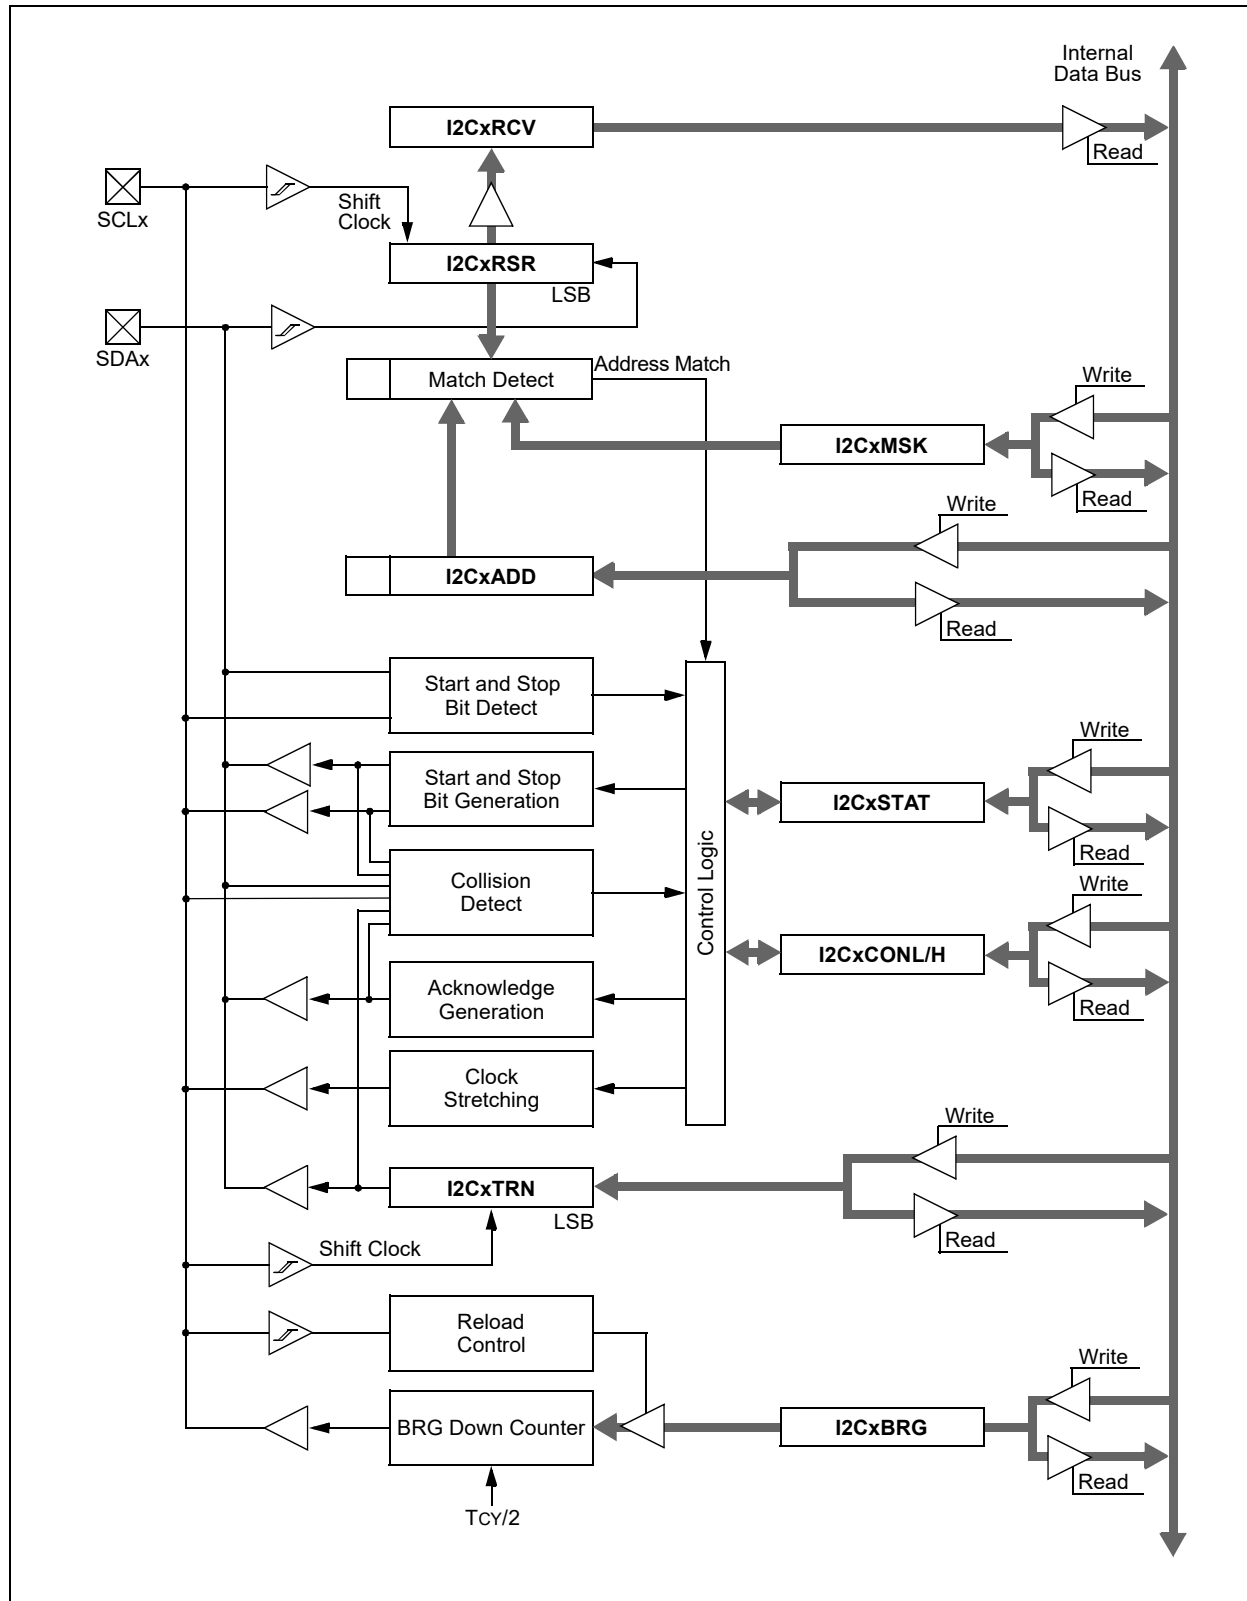 Internal
Data Bus
I2CxRCV
Read
SCLx
Shift
Clock
I2CxRSR
LSB
SDAx
Match Detect
Address Match
Write
I2CxMSK
Read
Write
I2CxADD
Read
Start and Stop
Bit Detect
Write
Start and Stop
Bit Generation
I2CxSTAT
Read
Control Logic
Collision
Detect
Write
I2CxCONL/H
Read
Acknowledge
Generation
Clock
Stretching
Write
I2CxTRN
LSB
Read
Shift Clock
Reload
Control
Write
BRG Down Counter
I2CxBRG
Read
TCY/2